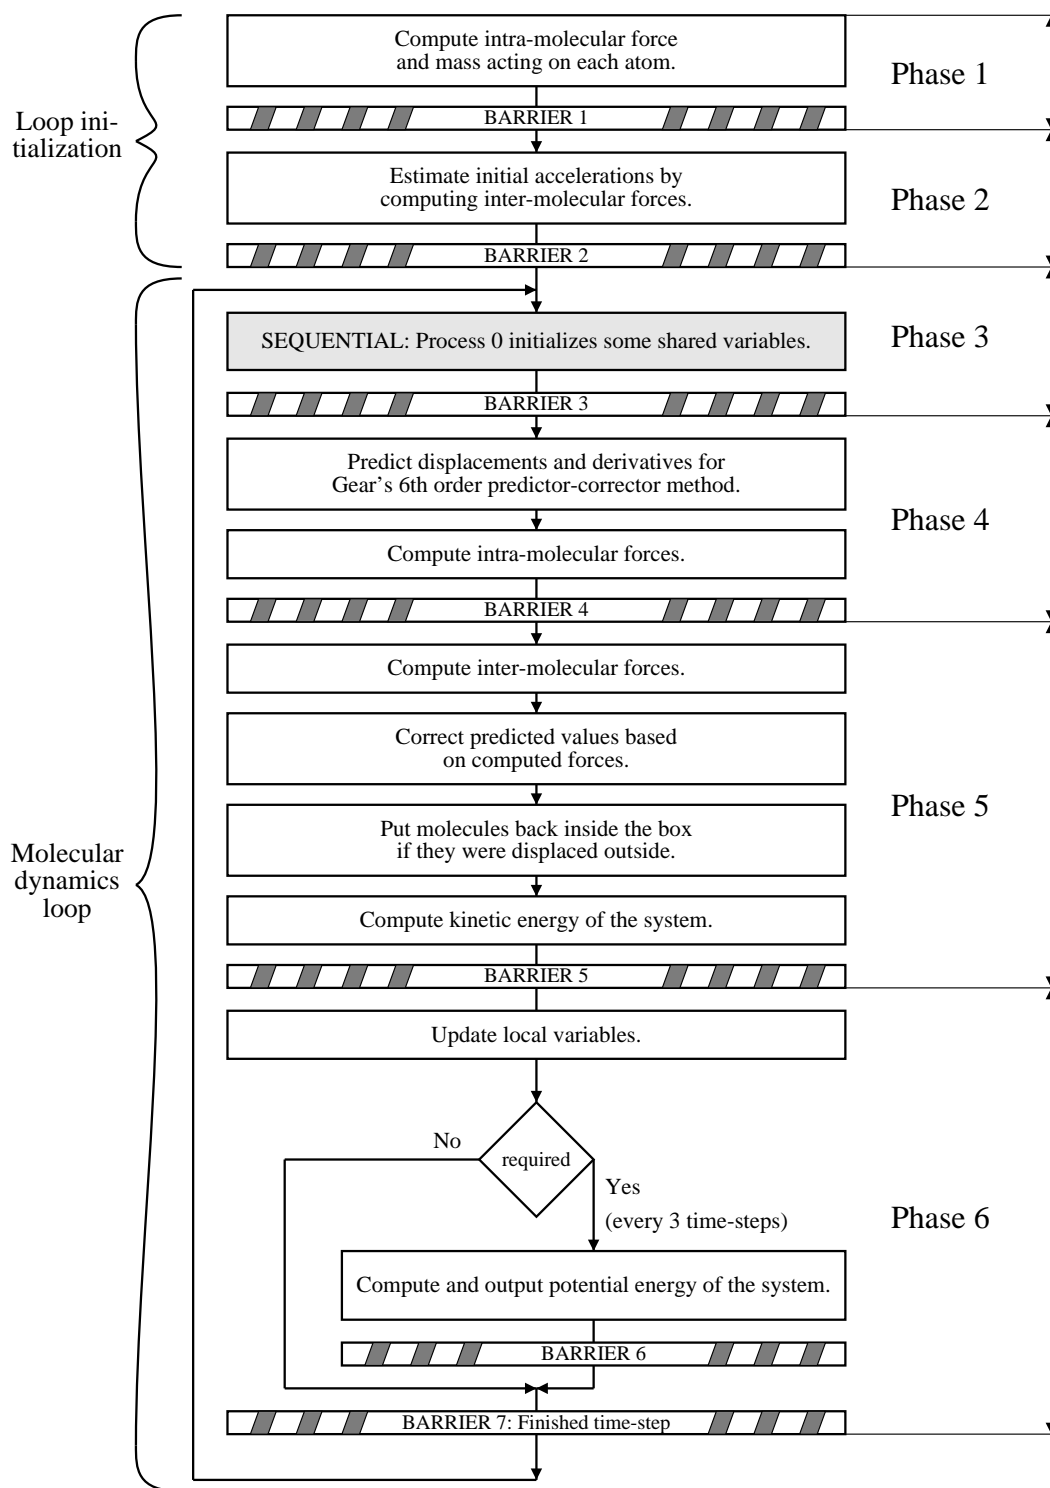 Compute intra-molecular force
and mass acting on each atom.
Phase 1
BARRIER 1
Loop ini-
tialization
Estimate initial accelerations by
computing inter-molecular forces.
Phase 2
BARRIER 2
SEQUENTIAL: Process 0 initializes some shared variables.
Phase 3
BARRIER 3
Predict displacements and derivatives for
Gear’s 6th order predictor-corrector method.
Phase 4
Compute intra-molecular forces.
BARRIER 4
Compute inter-molecular forces.
Correct predicted values based
on computed forces.
Phase 5
Put molecules back inside the box
if they were displaced outside.
Molecular
dynamics
loop
Compute kinetic energy of the system.
BARRIER 5
Update local variables.
No
required
Yes
(every 3 time-steps)
Phase 6
Compute and output potential energy of the system.
BARRIER 6
BARRIER 7: Finished time-step